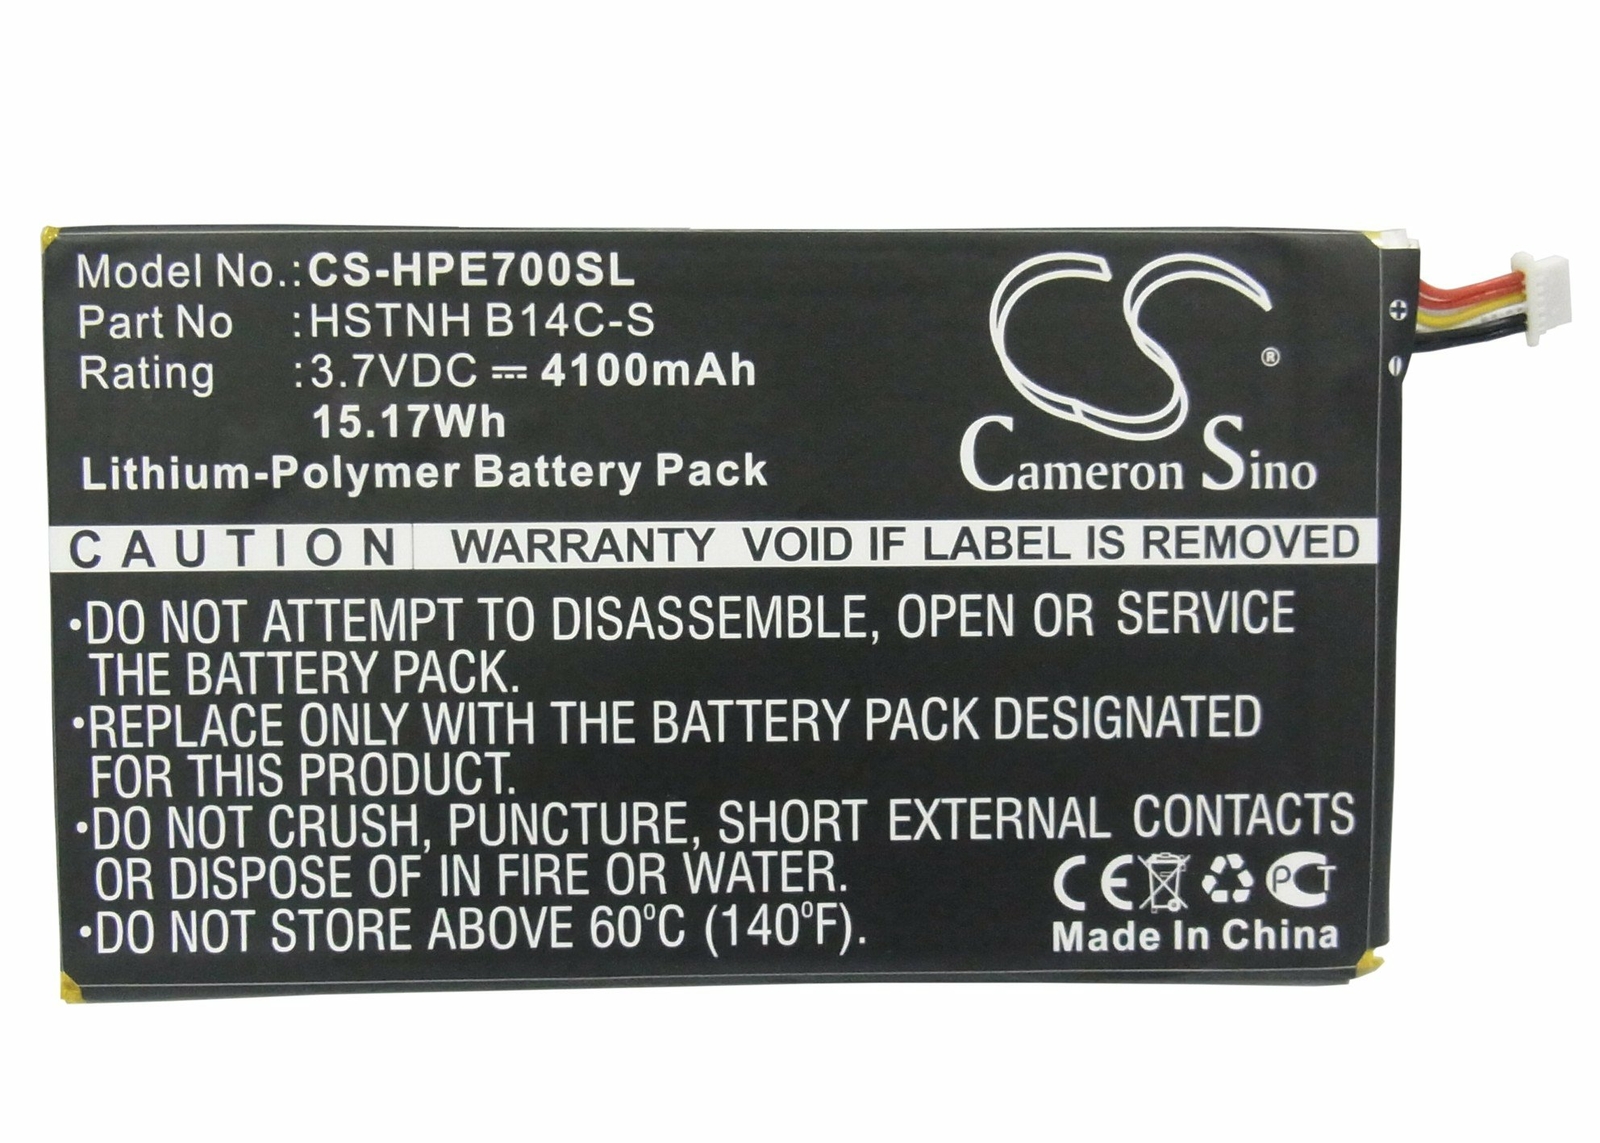 Model No.:CS-HPE700SL
Part No :HSTNH B14C-S
Rating :3.7VDC ⎓ 4100mAh
15.17Wh
Lithium-Polymer Battery Pack
CS
®
Cameron Sino
CAUTION WARRANTY VOID IF LABEL IS REMOVED
•DO NOT ATTEMPT TO DISASSEMBLE, OPEN OR SERVICE
THE BATTERY PACK.
•REPLACE ONLY WITH THE BATTERY PACK DESIGNATED
FOR THIS PRODUCT.
•DO NOT CRUSH, PUNCTURE, SHORT EXTERNAL CONTACTS
OR DISPOSE OF IN FIRE OR WATER.
•DO NOT STORE ABOVE 60°C (140°F).
CE PCT
Made In China
+
-